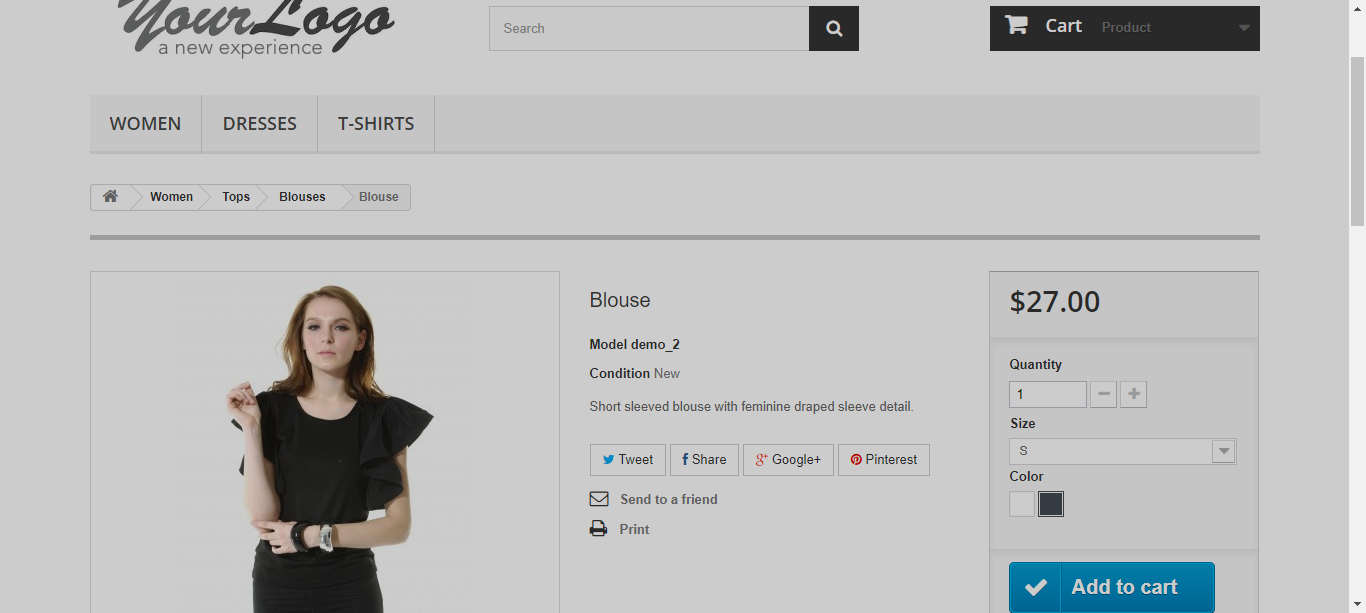 YourLogo
a new experience
Search
Cart Product
WOMEN DRESSES T-SHIRTS
Women Tops Blouses Blouse
Blouse
Model demo_2
Condition New
Short sleeved blouse with feminine draped sleeve detail.
Tweet Share Google+ Pinterest
Send to a friend
Print
$27.00
Quantity
1
Size
S
Color
Add to cart